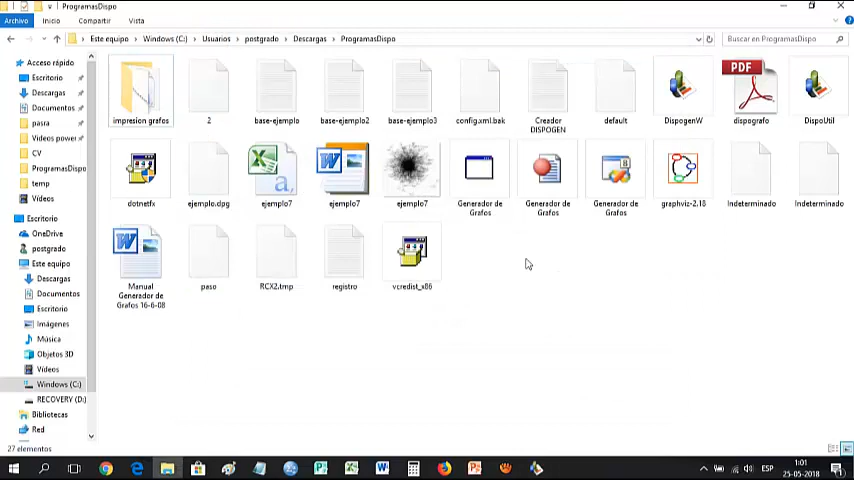 ProgramasDispo
Archivo Inicio Compartir Vista
Este equipo > Windows (C:) > Usuarios > postgrado > Descargas > ProgramasDispo
Buscar en ProgramasDispo
Acceso rápido
Escritorio
Descargas
Documentos
pasra
Videos power
CV
ProgramasDispo
temp
Vídeos
Escritorio
OneDrive
postgrado
Este equipo
Descargas
Documentos
Escritorio
Imágenes
Música
Objetos 3D
Vídeos
Windows (C:)
RECOVERY (D:)
Bibliotecas
Red
impresion grafos
2
base-ejemplo
base-ejemplo2
base-ejemplo3
config.xml.bak
Creador
DISPOGEN
default
DispogenW
PDF
dispografo
DispoUtil
dotnetfx
ejemplo.dpg
ejemplo7
ejemplo7
ejemplo7
Generador de
Grafos
Generador de
Grafos
Generador de
Grafos
graphviz-2.18
Indeterminado
Indeterminado
Manual
Generador de
Grafos 16-6-08
paso
RCX2.tmp
registro
vcredist_x86
27 elementos
ESP
1:01
25-05-2018